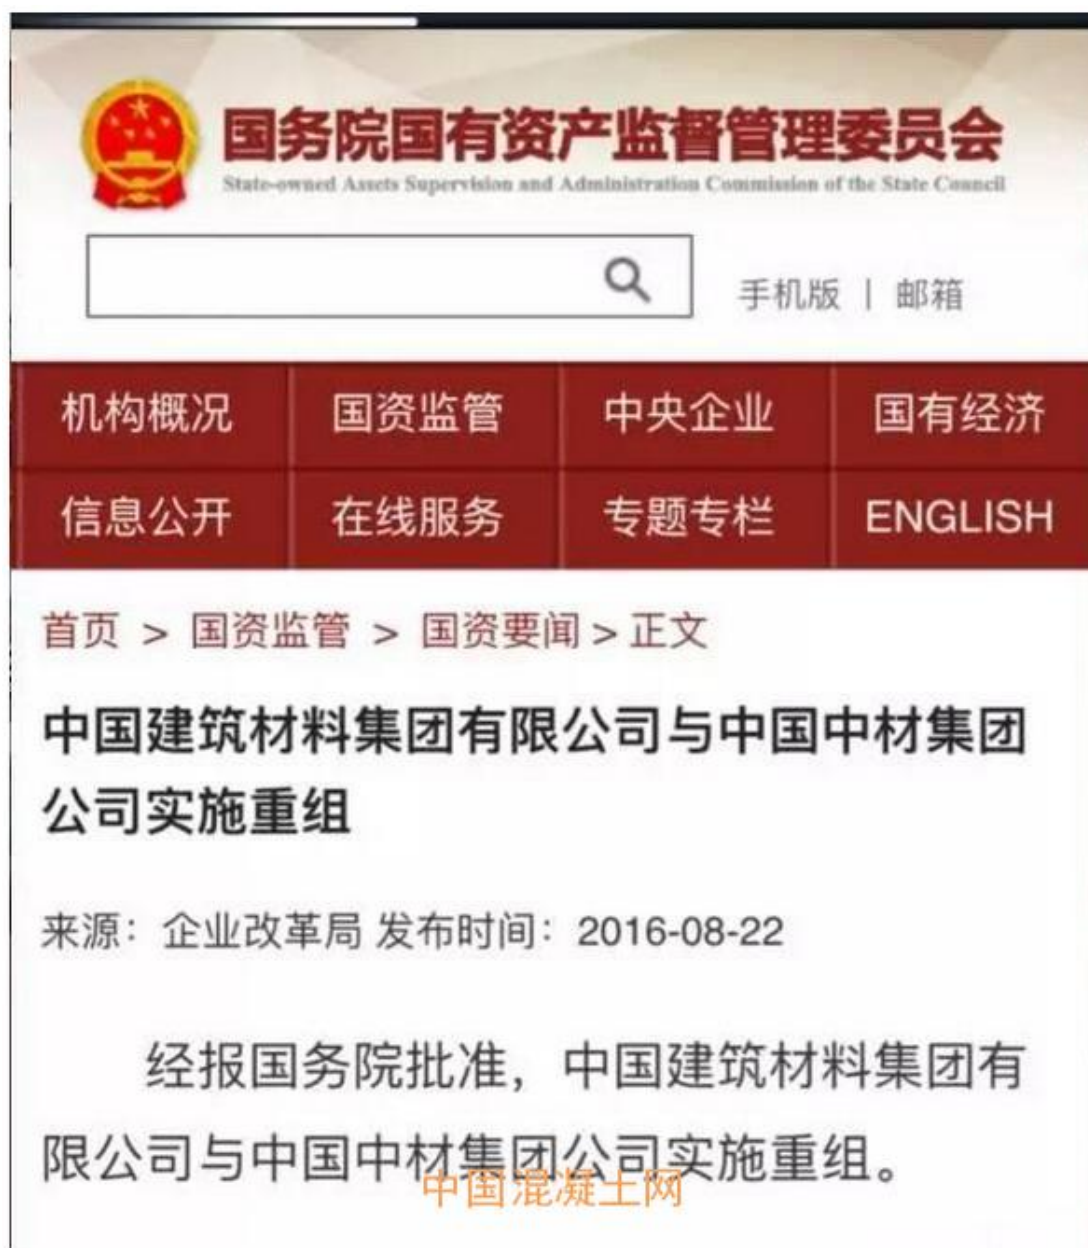 国务院国有资产监督管理委员会
State-owned Assets Supervision and Administration Commission of the State Council
手机版 | 邮箱
机构概况 国资监管 中央企业 国有经济
信息公开 在线服务 专题专栏 ENGLISH
首页 > 国资监管 > 国资要闻 > 正文
中国建筑材料集团有限公司与中国中材集团
公司实施重组
来源：企业改革局 发布时间：2016-08-22
经报国务院批准，中国建筑材料集团有
限公司与中国中材集团公司实施重组。
中国混凝土网